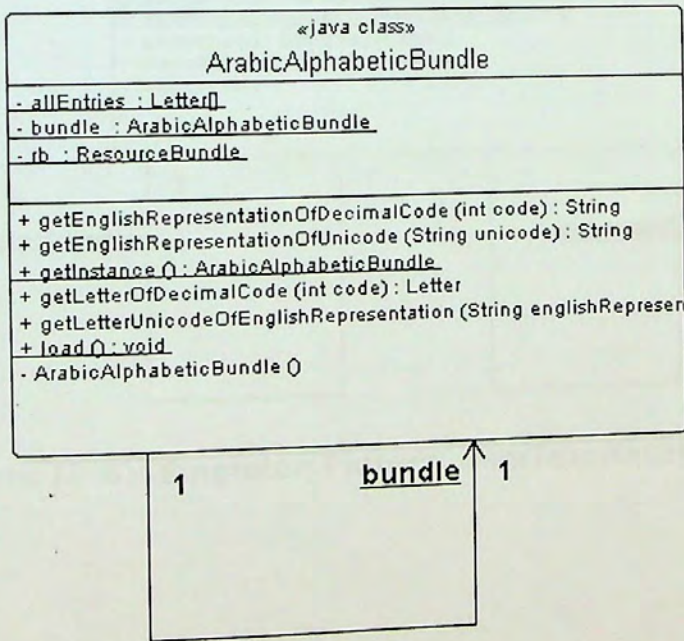 «java class»
ArabicAlphabeticBundle
- allEntries : Letter[]
- bundle : ArabicAlphabeticBundle
- rb : ResourceBundle
+ getEnglishRepresentationOfDecimalCode (int code) : String
+ getEnglishRepresentationOfUnicode (String unicode) : String
+ getInstance () : ArabicAlphabeticBundle
+ getLetterOfDecimalCode (int code) : Letter
+ getLetterUnicodeOfEnglishRepresentation (String englishRepresen
+ load () : void
- ArabicAlphabeticBundle ()
1 bundle 1